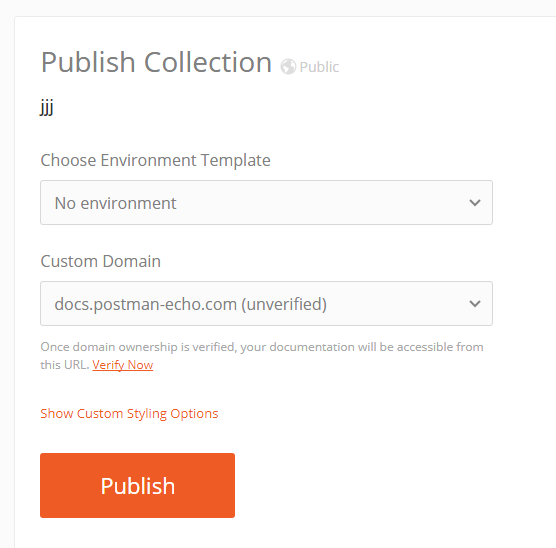 Publish Collection Public
jjj
Choose Environment Template
No environment
Custom Domain
docs.postman-echo.com (unverified)
Once domain ownership is verified, your documentation will be accessible from
this URL. Verify Now
Show Custom Styling Options
Publish